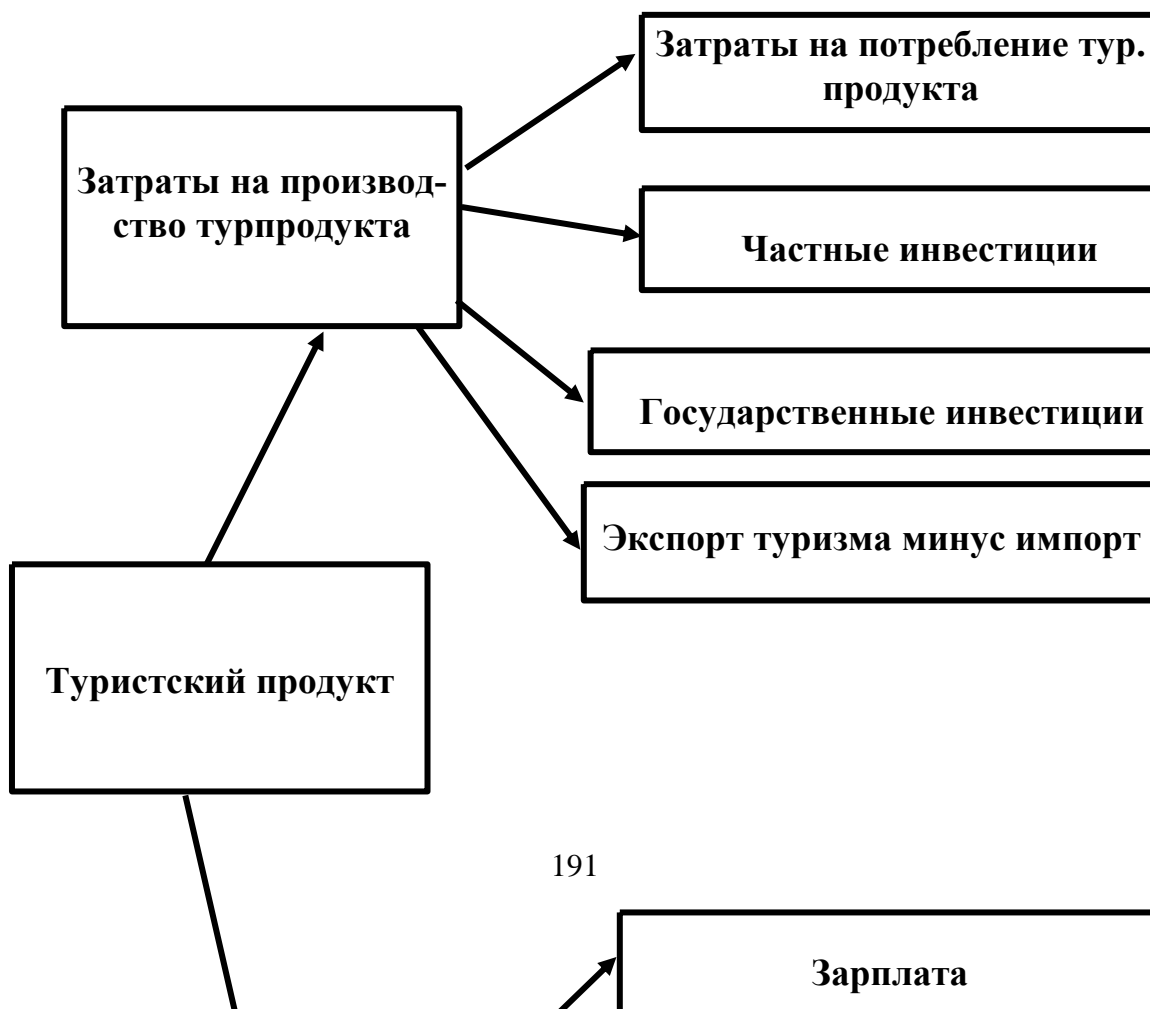 Затраты на потребление тур.
продукта
Затраты на производ-
ство турпродукта
Частные инвестиции
Государственные инвестиции
Экспорт туризма минус импорт
Туристский продукт
191
Зарплата